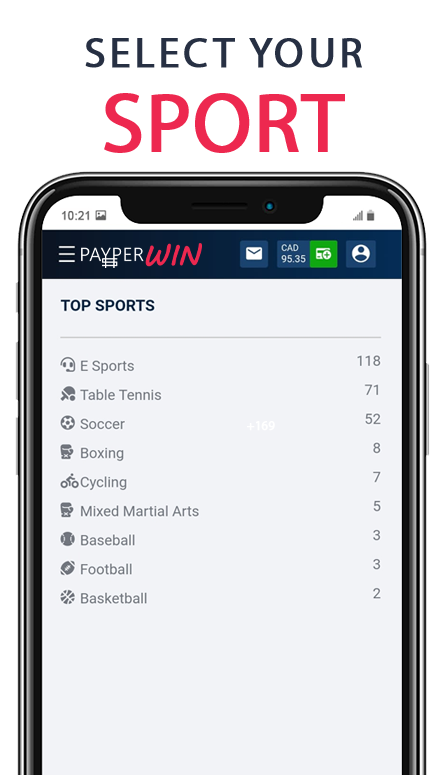 SELECT YOUR
SPORT
10:21
PAYPER WIN
CAD
95.35
TOP SPORTS
E Sports 118
Table Tennis 71
Soccer 52
+169
Boxing 8
Cycling 7
Mixed Martial Arts 5
Baseball 3
Football 3
Basketball 2